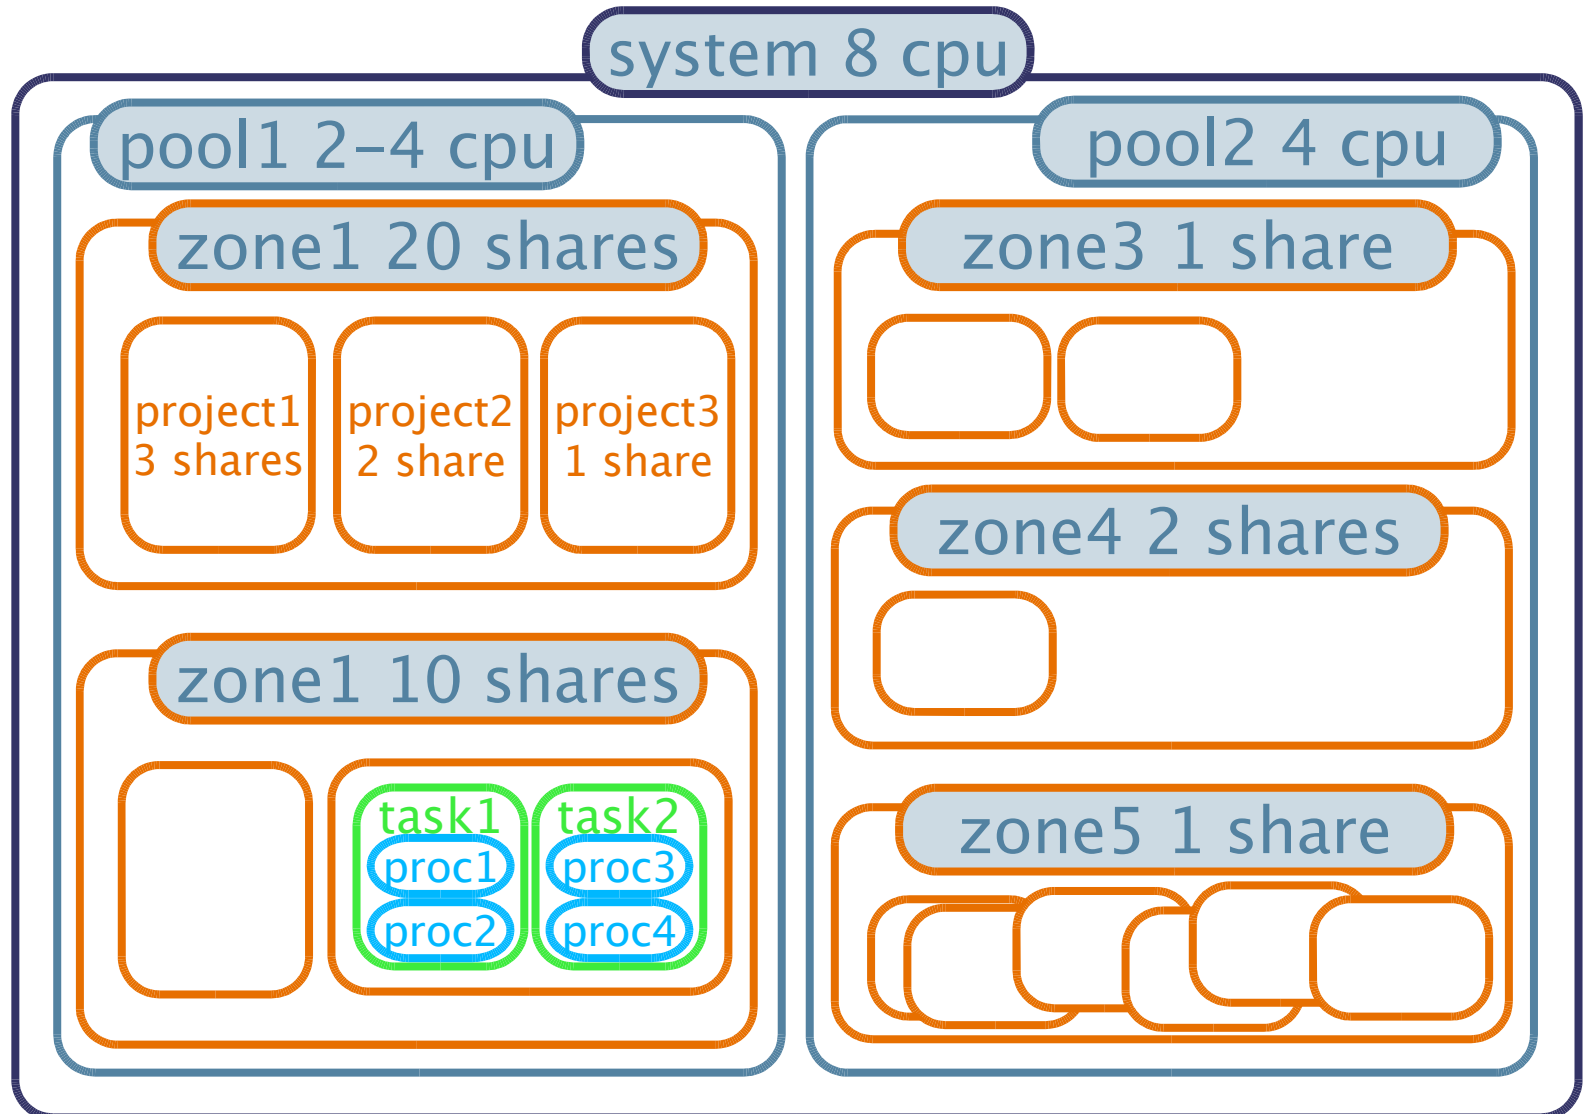 system 8 cpu
pool1 2-4 cpu
zone1 20 shares
project1
3 shares
project2
2 share
project3
1 share
zone1 10 shares
task1
proc1
proc2
task2
proc3
proc4
pool2 4 cpu
zone3 1 share
zone4 2 shares
zone5 1 share